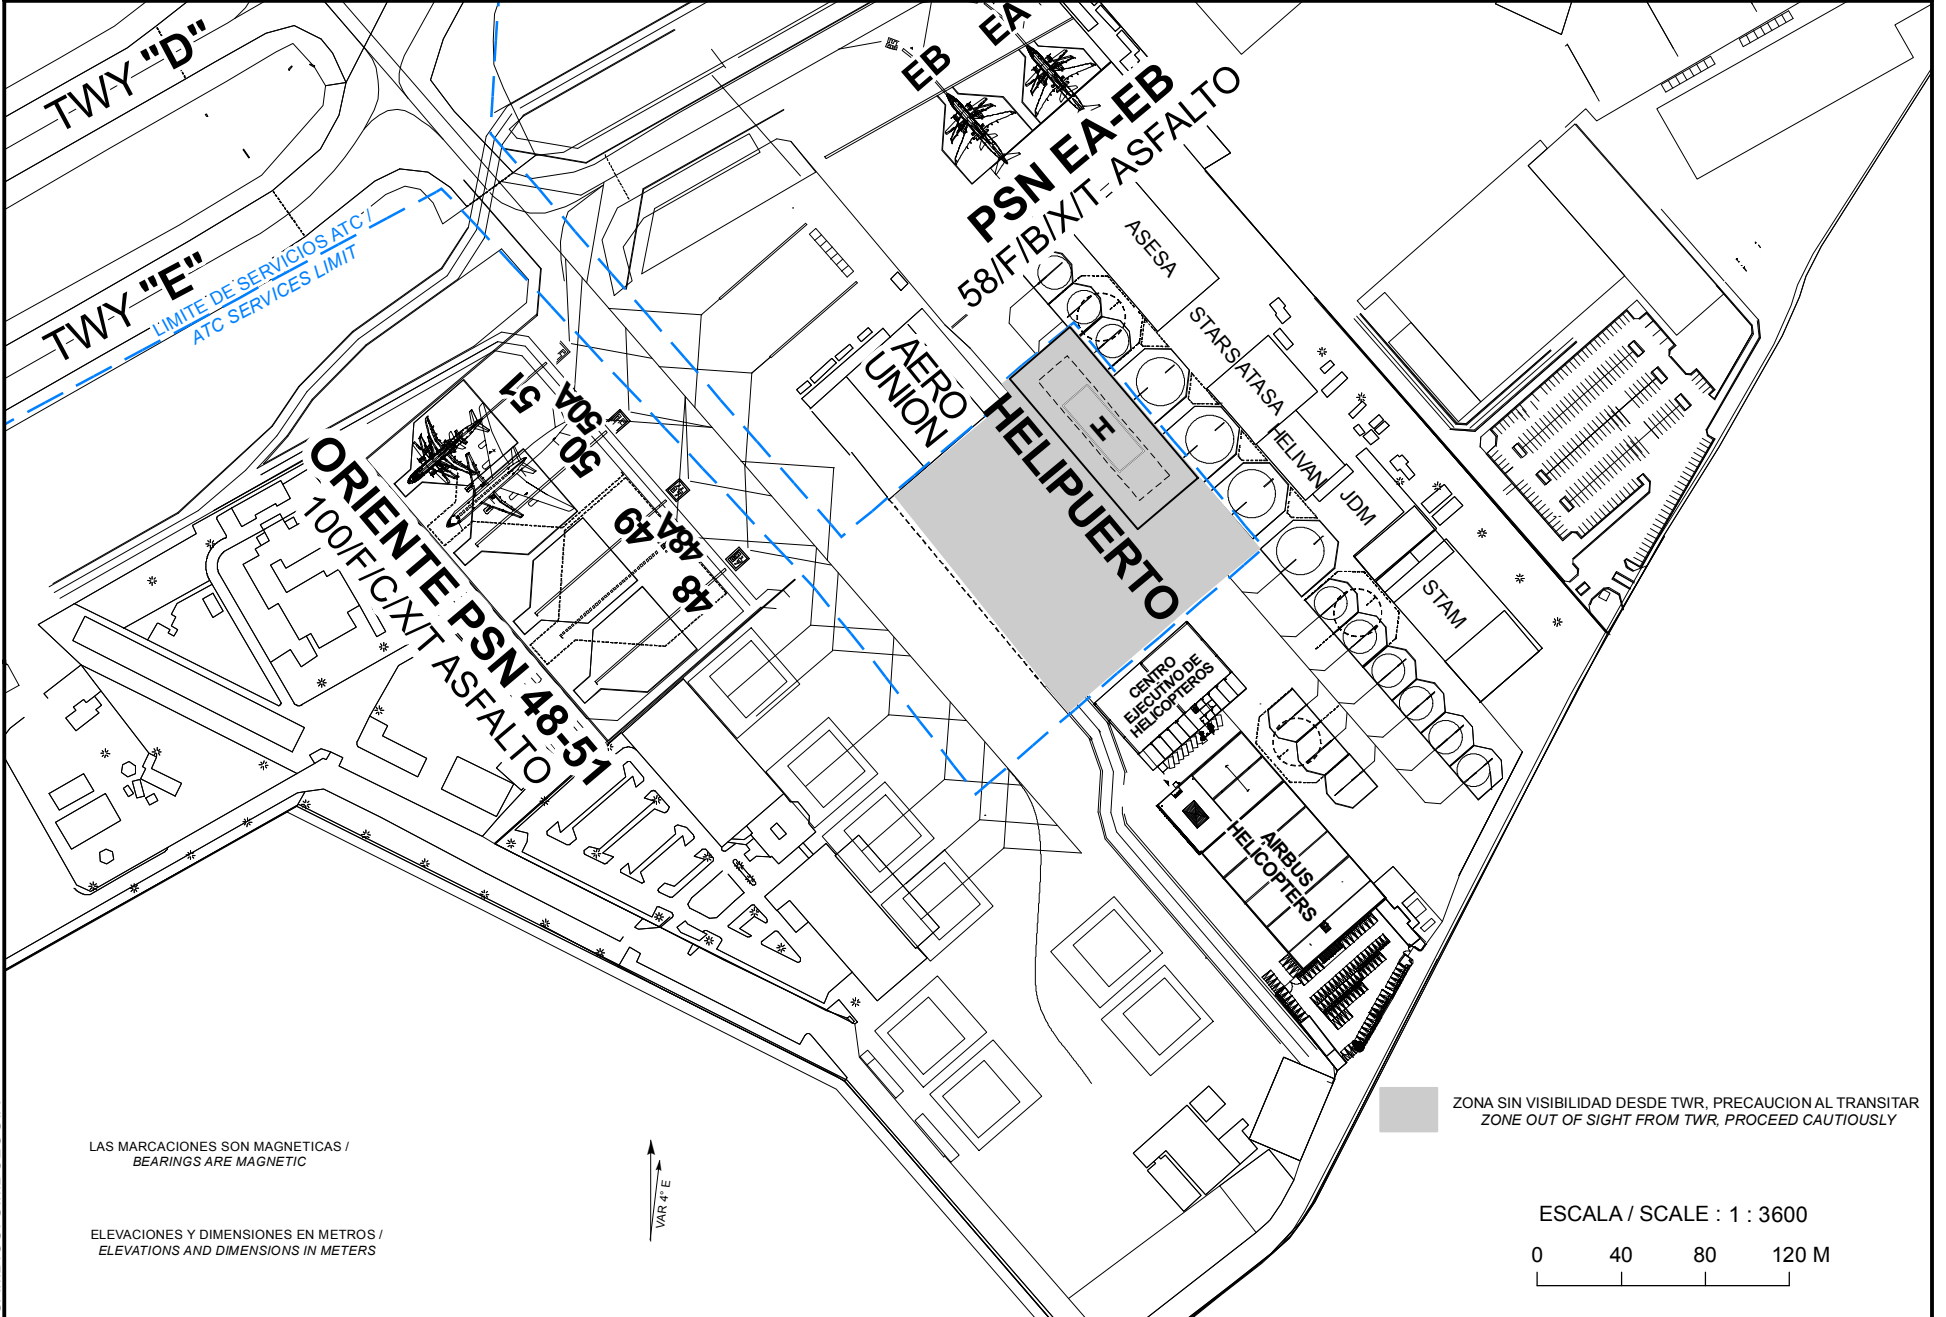 TWY "D"
TWY "E"
LIMITE DE SERVICIOS ATC /
ATC SERVICES LIMIT
EB
EA
PSN EA-EB
58/F/B/X/T- ASFALTO
ASESA
STARSATASA
HELIVAN
JDM
STAM
AERO
UNION
H
HELIPUERTO
51
50A
50
49
48A
48
ORIENTE PSN 48-51
100/F/C/X/T ASFALTO
CENTRO
EJECUTIVO DE
HELICOPTEROS
AIRBUS
HELICOPTERS
LAS MARCACIONES SON MAGNETICAS /
BEARINGS ARE MAGNETIC
ELEVACIONES Y DIMENSIONES EN METROS /
ELEVATIONS AND DIMENSIONS IN METERS
VAR 4° E
ZONA SIN VISIBILIDAD DESDE TWR, PRECAUCION AL TRANSITAR
ZONE OUT OF SIGHT FROM TWR, PROCEED CAUTIOUSLY
ESCALA / SCALE : 1 : 3600
0 40 80 120 M